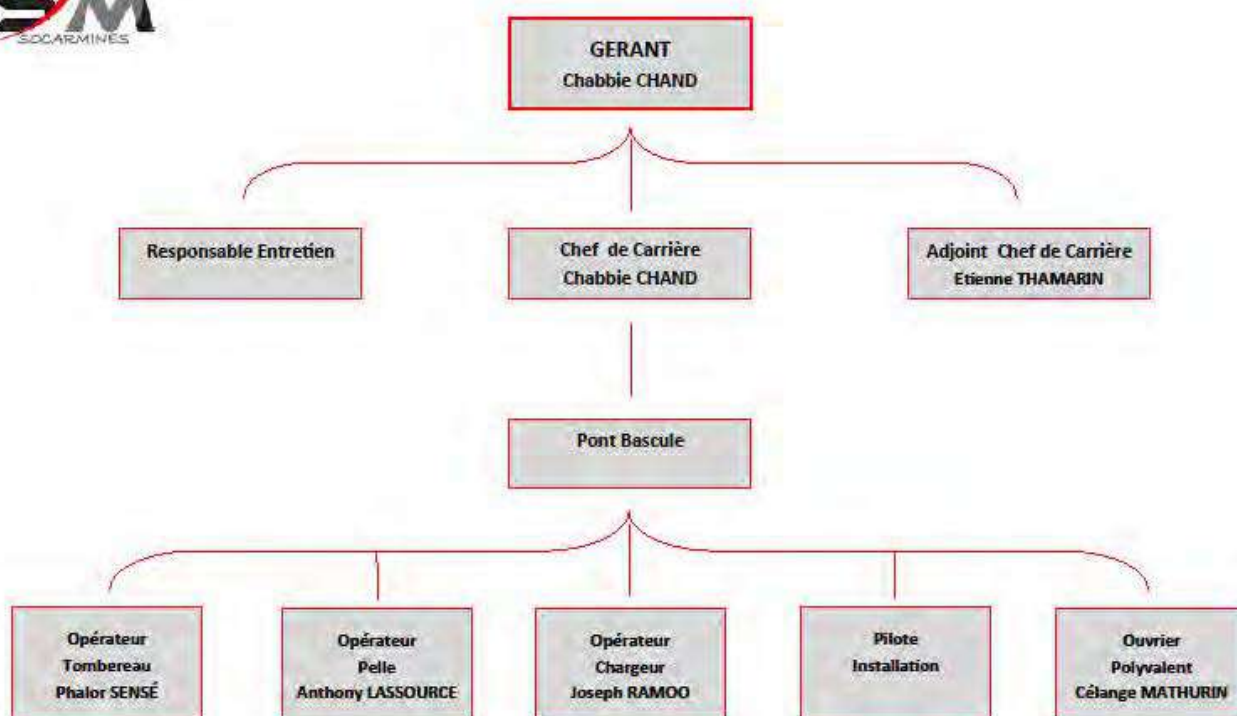 SM
SOCARMINES
GERANT
Chabbie CHAND
Responsable Entretien
Chef de Carrière
Chabbie CHAND
Adjoint Chef de Carrière
Etienne THAMARIN
Pont Bascule
Opérateur
Tombereau
Phalor SENSÉ
Opérateur
Pelle
Anthony LASSOURCE
Opérateur
Chargeur
Joseph RAMOO
Pilote
Installation
Ouvrier
Polyvalent
Célange MATHURIN